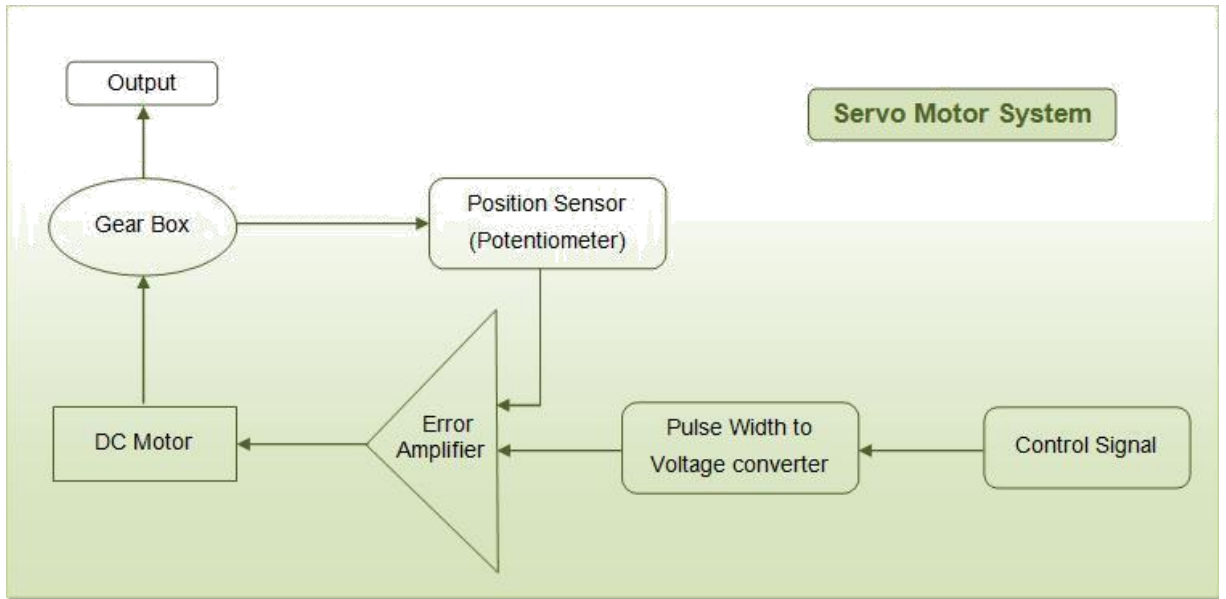 Output
Servo Motor System
Gear Box
Position Sensor
(Potentiometer)
DC Motor
Error
Amplifier
Pulse Width to
Voltage converter
Control Signal